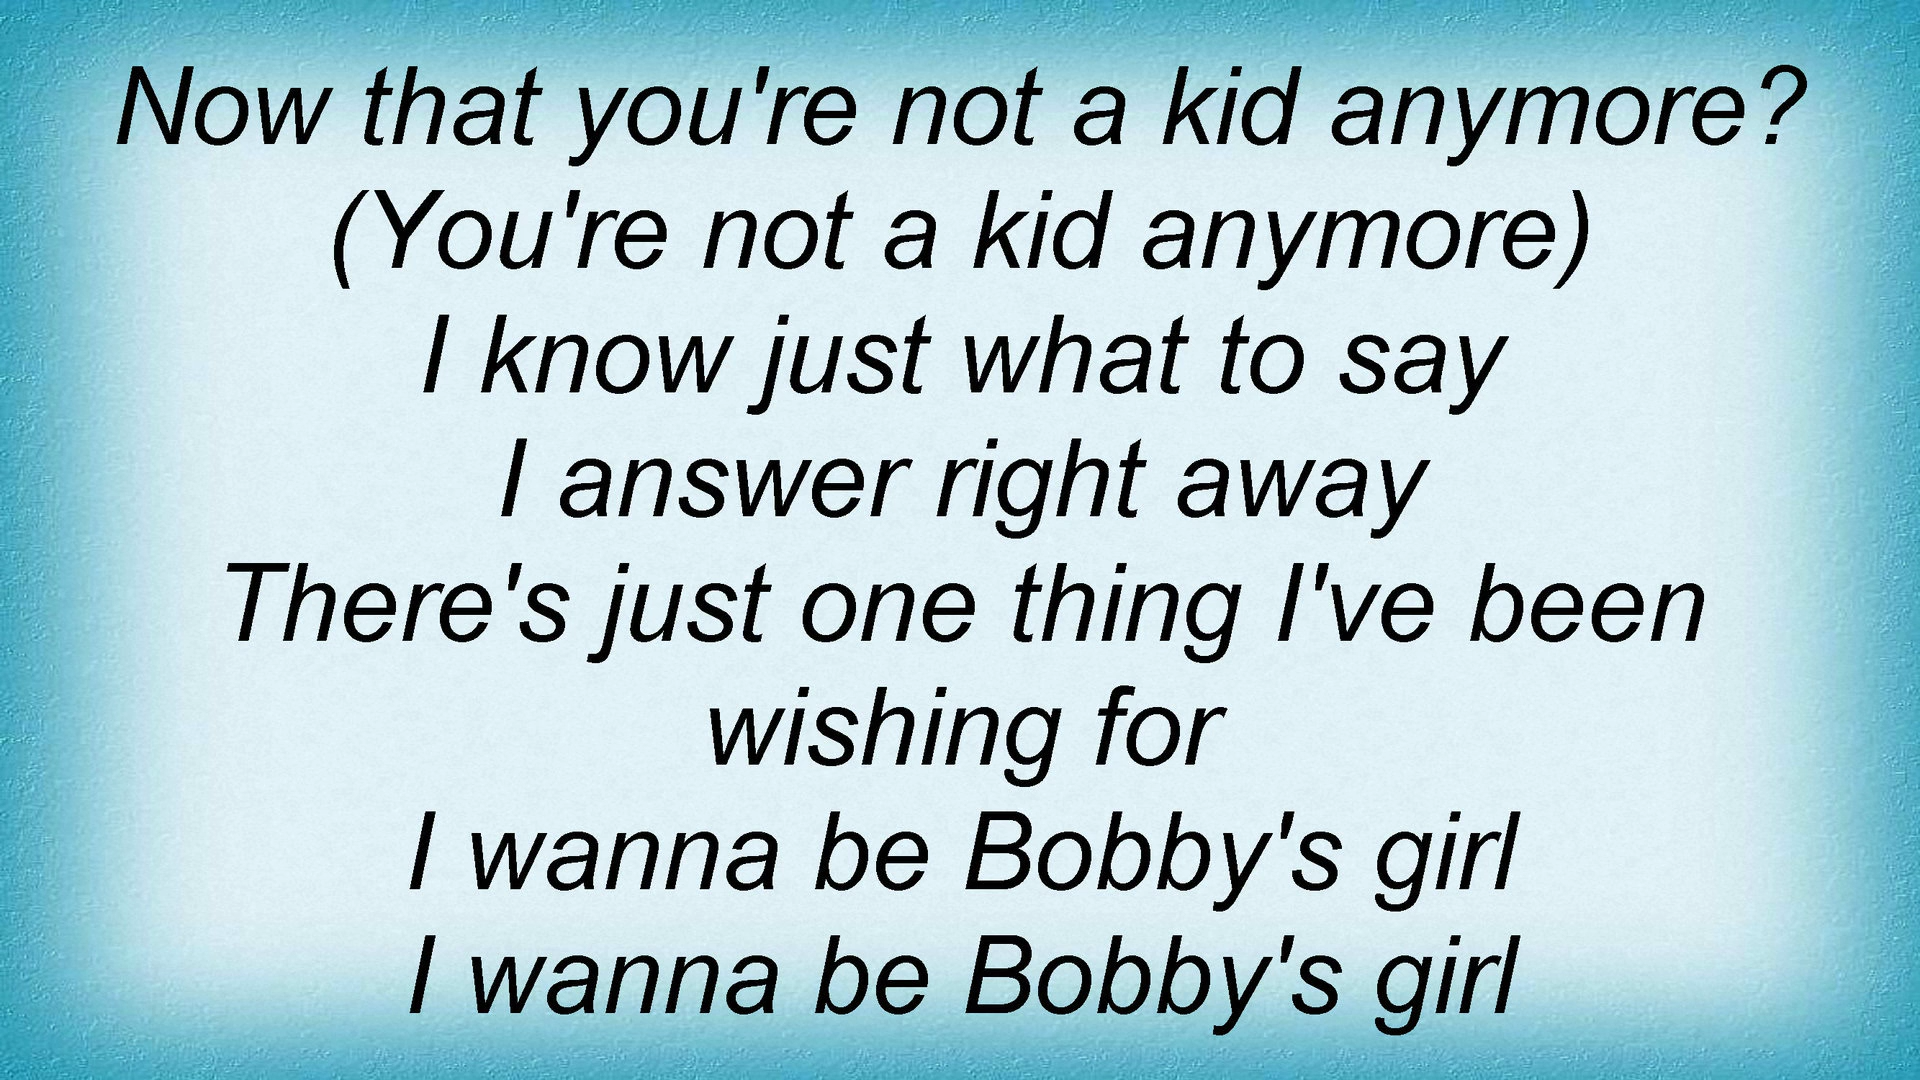 Now that you're not a kid anymore?
(You're not a kid anymore)
I know just what to say
I answer right away
There's just one thing I've been
wishing for
I wanna be Bobby's girl
I wanna be Bobby's girl